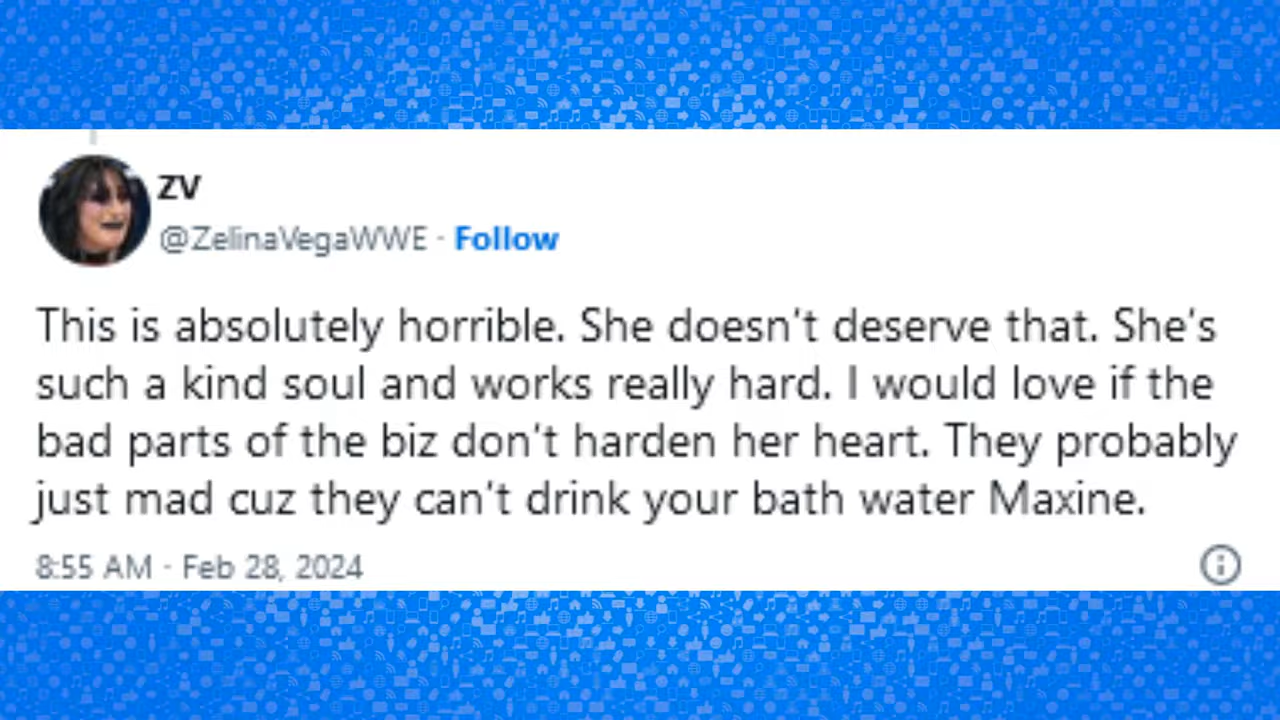 ZV
@ZelinaVegaWWE · Follow
This is absolutely horrible. She doesn't deserve that. She's
such a kind soul and works really hard. I would love if the
bad parts of the biz don't harden her heart. They probably
just mad cuz they can't drink your bath water Maxine.
8:55 AM · Feb 28, 2024